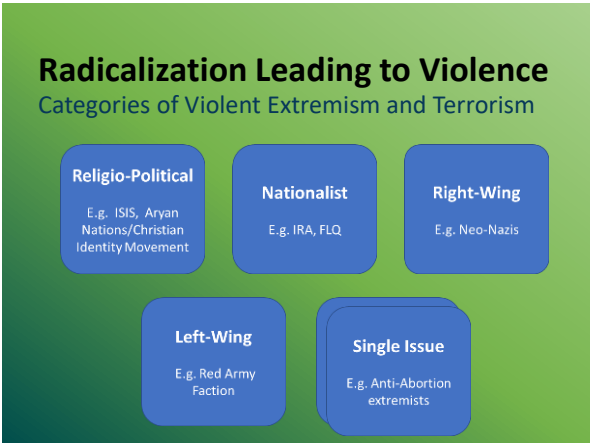 Radicalization Leading to Violence
Categories of Violent Extremism and Terrorism
Religio-Political
E.g. ISIS, Aryan
Nations/Christian
Identity Movement
Nationalist
E.g. IRA, FLQ
Right-Wing
E.g. Neo-Nazis
Left-Wing
E.g. Red Army
Faction
Single Issue
E.g. Anti-Abortion
extremists